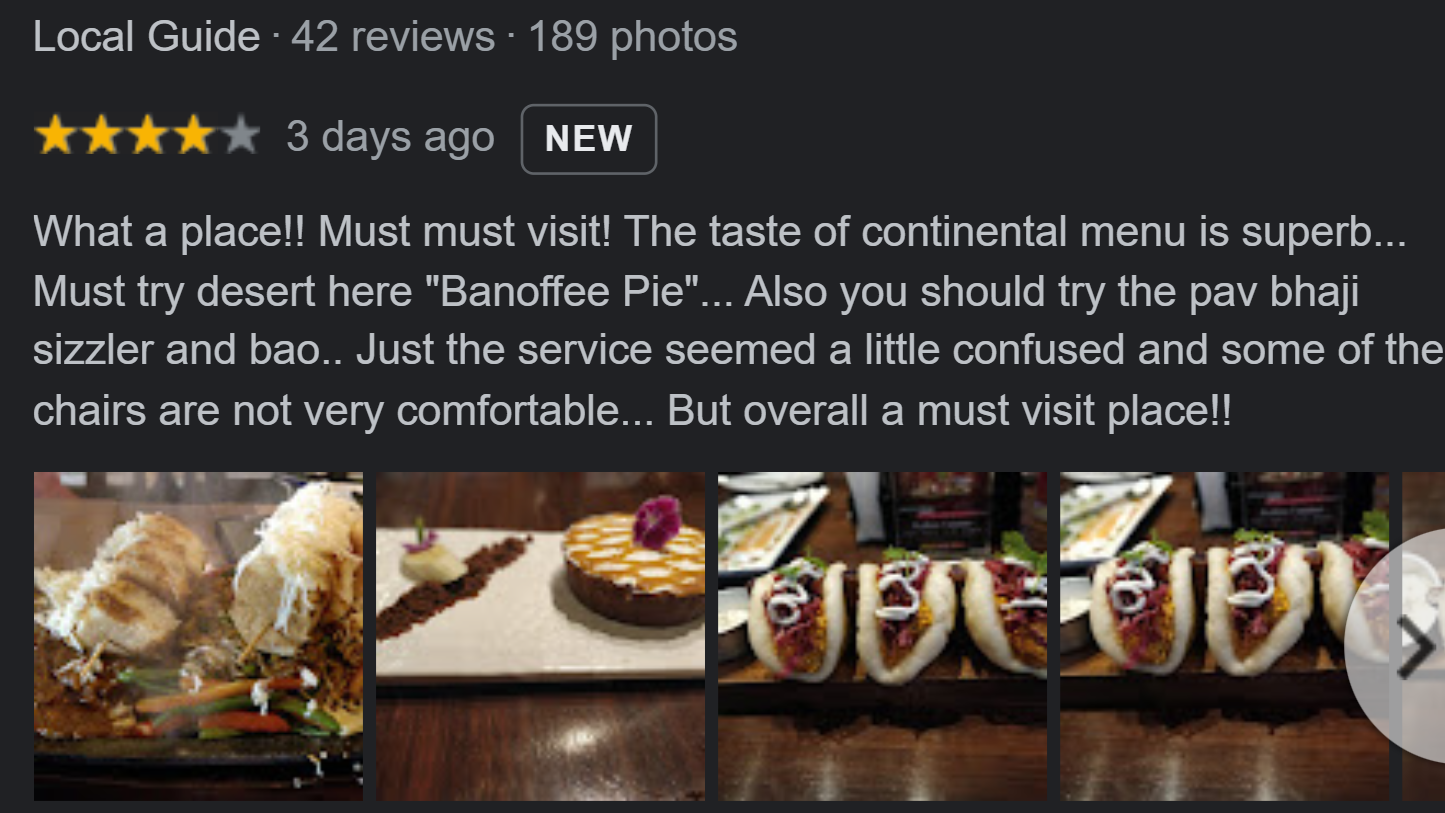 Local Guide · 42 reviews · 189 photos
3 days ago NEW
What a place!! Must must visit! The taste of continental menu is superb...
Must try desert here "Banoffee Pie"... Also you should try the pav bhaji
sizzler and bao.. Just the service seemed a little confused and some of the
chairs are not very comfortable... But overall a must visit place!!